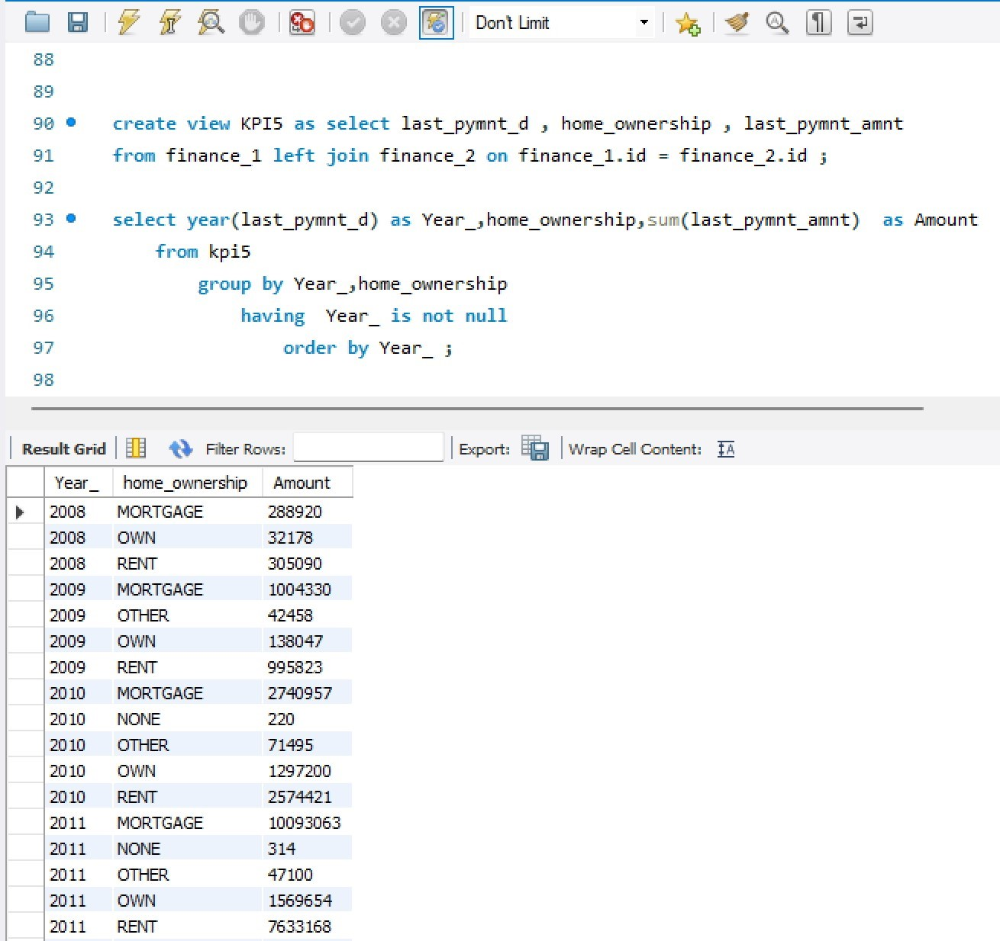 Don't Limit
88
89
90 create view KPI5 as select last_pymnt_d , home_ownership , last_pymnt_amnt
91 from finance_1 left join finance_2 on finance_1.id = finance_2.id ;
92
93 select year(last_pymnt_d) as Year_,home_ownership,sum(last_pymnt_amnt)  as Amount
94 from kpi5
95 group by Year_,home_ownership
96 having  Year_ is not null
97 order by Year_ ;
98
Result Grid Filter Rows: Export: Wrap Cell Content:
Year_ home_ownership Amount
2008 MORTGAGE 288920
2008 OWN 32178
2008 RENT 305090
2009 MORTGAGE 1004330
2009 OTHER 42458
2009 OWN 138047
2009 RENT 995823
2010 MORTGAGE 2740957
2010 NONE 220
2010 OTHER 71495
2010 OWN 1297200
2010 RENT 2574421
2011 MORTGAGE 10093063
2011 NONE 314
2011 OTHER 47100
2011 OWN 1569654
2011 RENT 7633168